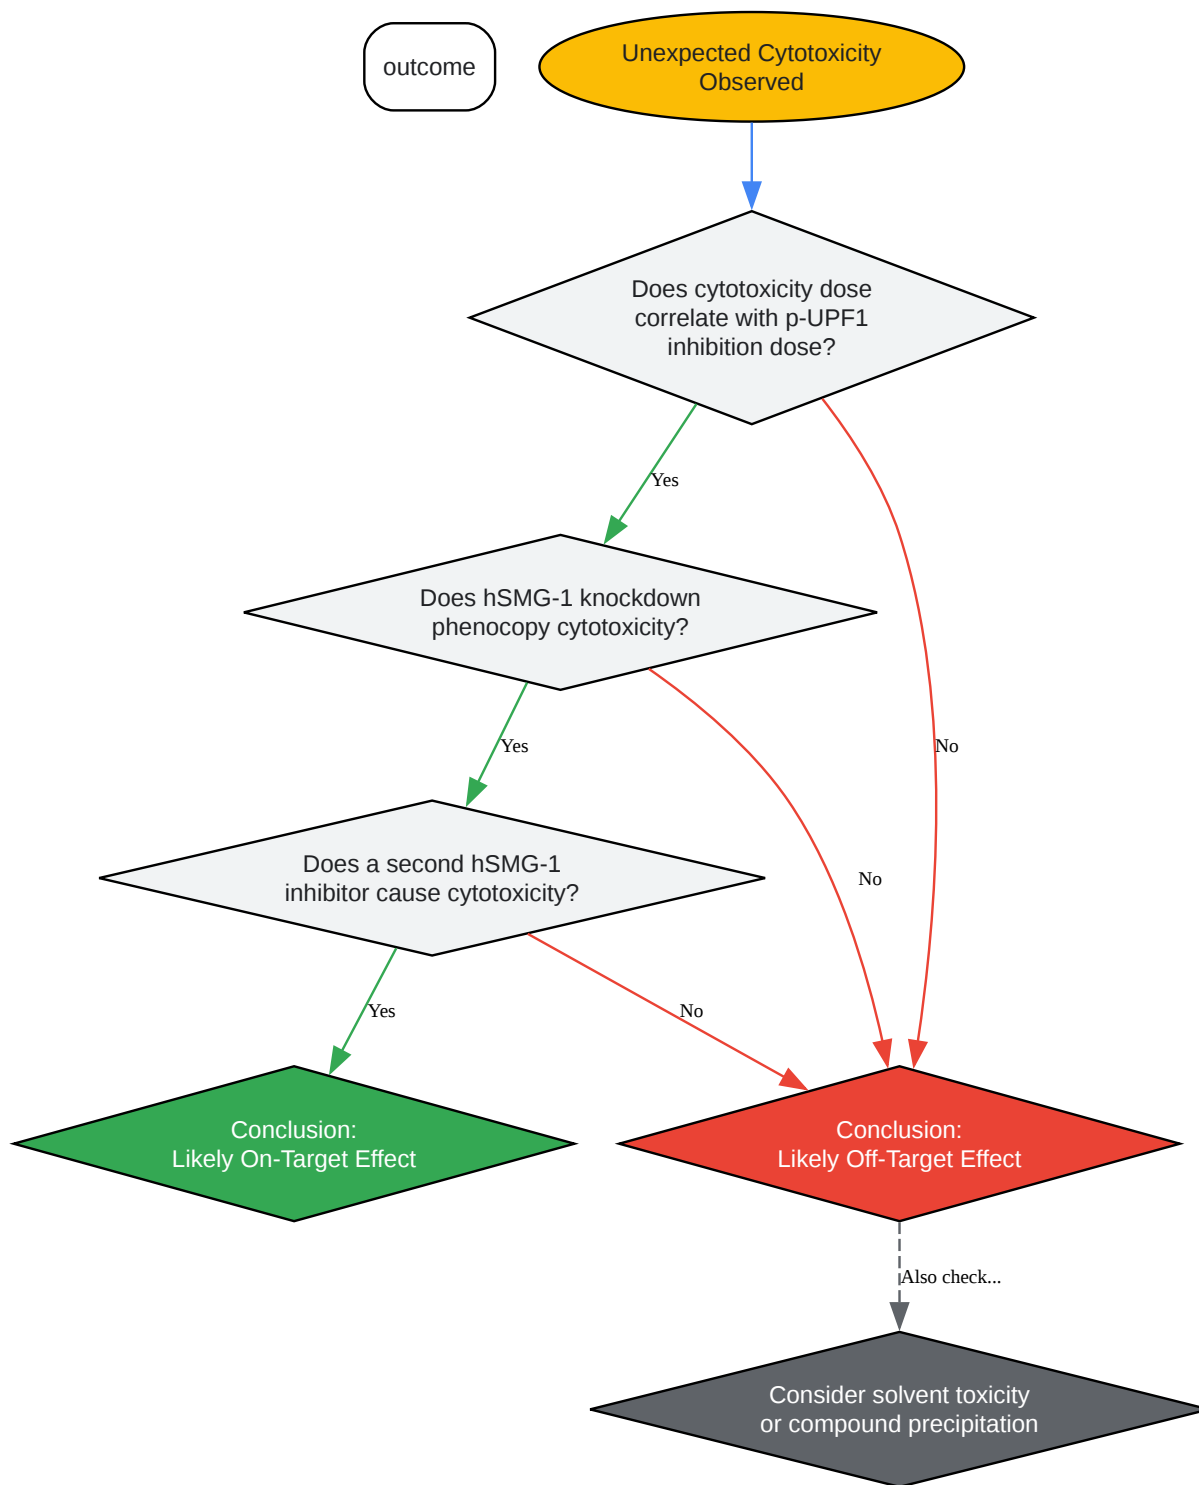 outcome
Unexpected Cytotoxicity
Observed
Does cytotoxicity dose
correlate with p-UPF1
inhibition dose?
Yes
Does hSMG-1 knockdown
phenocopy cytotoxicity?
Yes
No
Does a second hSMG-1
inhibitor cause cytotoxicity?
No
Yes
No
Conclusion:
Likely On-Target Effect
Conclusion:
Likely Off-Target Effect
Also check...
Consider solvent toxicity
or compound precipitation